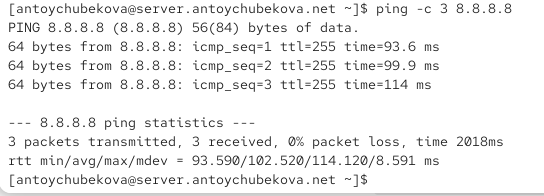 [antoychubekova@server.antoychubekova.net ~]$ ping -c 3 8.8.8.8
PING 8.8.8.8 (8.8.8.8) 56(84) bytes of data.
64 bytes from 8.8.8.8: icmp_seq=1 ttl=255 time=93.6 ms
64 bytes from 8.8.8.8: icmp_seq=2 ttl=255 time=99.9 ms
64 bytes from 8.8.8.8: icmp_seq=3 ttl=255 time=114 ms

--- 8.8.8.8 ping statistics ---
3 packets transmitted, 3 received, 0% packet loss, time 2018ms
rtt min/avg/max/mdev = 93.590/102.520/114.120/8.591 ms
[antoychubekova@server.antoychubekova.net ~]$